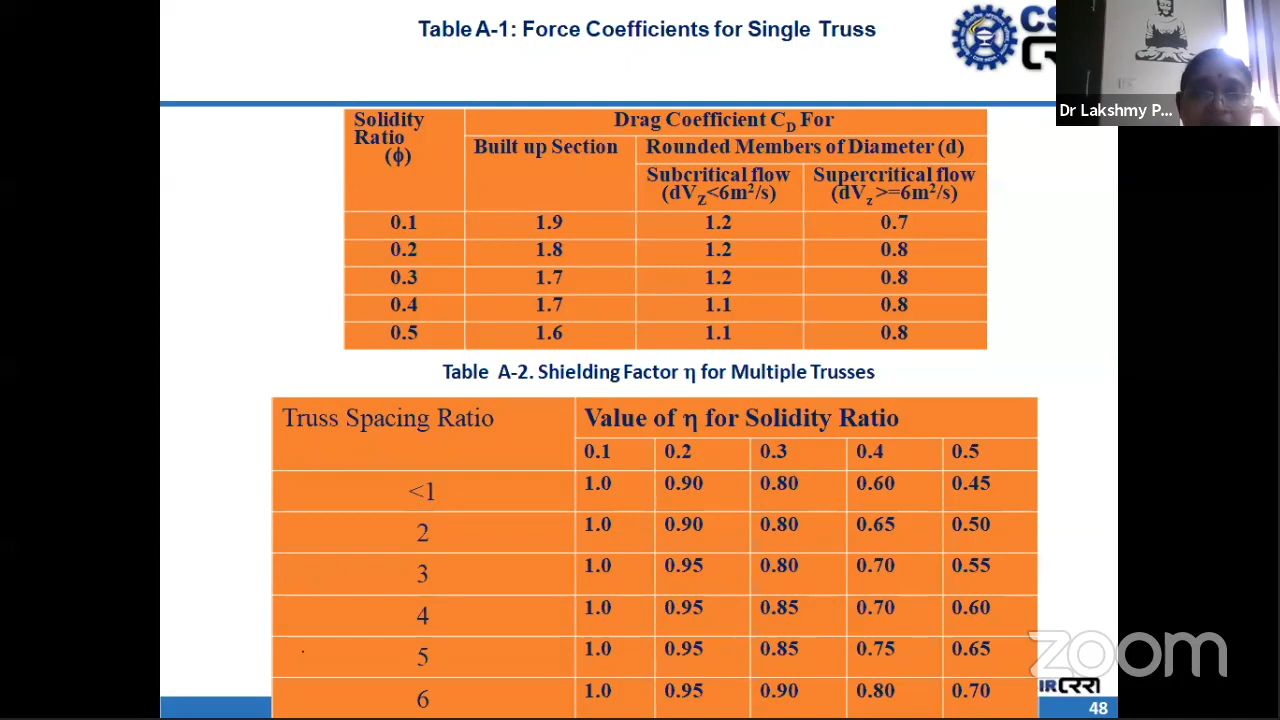 Table A-1: Force Coefficients for Single Truss
CS
Dr Lakshmy P...
Solidity Ratio (ϕ)
Drag Coefficient C_D For
Built up Section
Rounded Members of Diameter (d)
Subcritical flow (dV_Z<6m²/s)
Supercritical flow (dV_z >=6m²/s)
0.1 1.9 1.2 0.7
0.2 1.8 1.2 0.8
0.3 1.7 1.2 0.8
0.4 1.7 1.1 0.8
0.5 1.6 1.1 0.8
Table A-2. Shielding Factor η for Multiple Trusses
Truss Spacing Ratio
Value of η for Solidity Ratio
0.1 0.2 0.3 0.4 0.5
<1 1.0 0.90 0.80 0.60 0.45
2 1.0 0.90 0.80 0.65 0.50
3 1.0 0.95 0.80 0.70 0.55
4 1.0 0.95 0.85 0.70 0.60
5 1.0 0.95 0.85 0.75 0.65
6 1.0 0.95 0.90 0.80 0.70
zoom
48